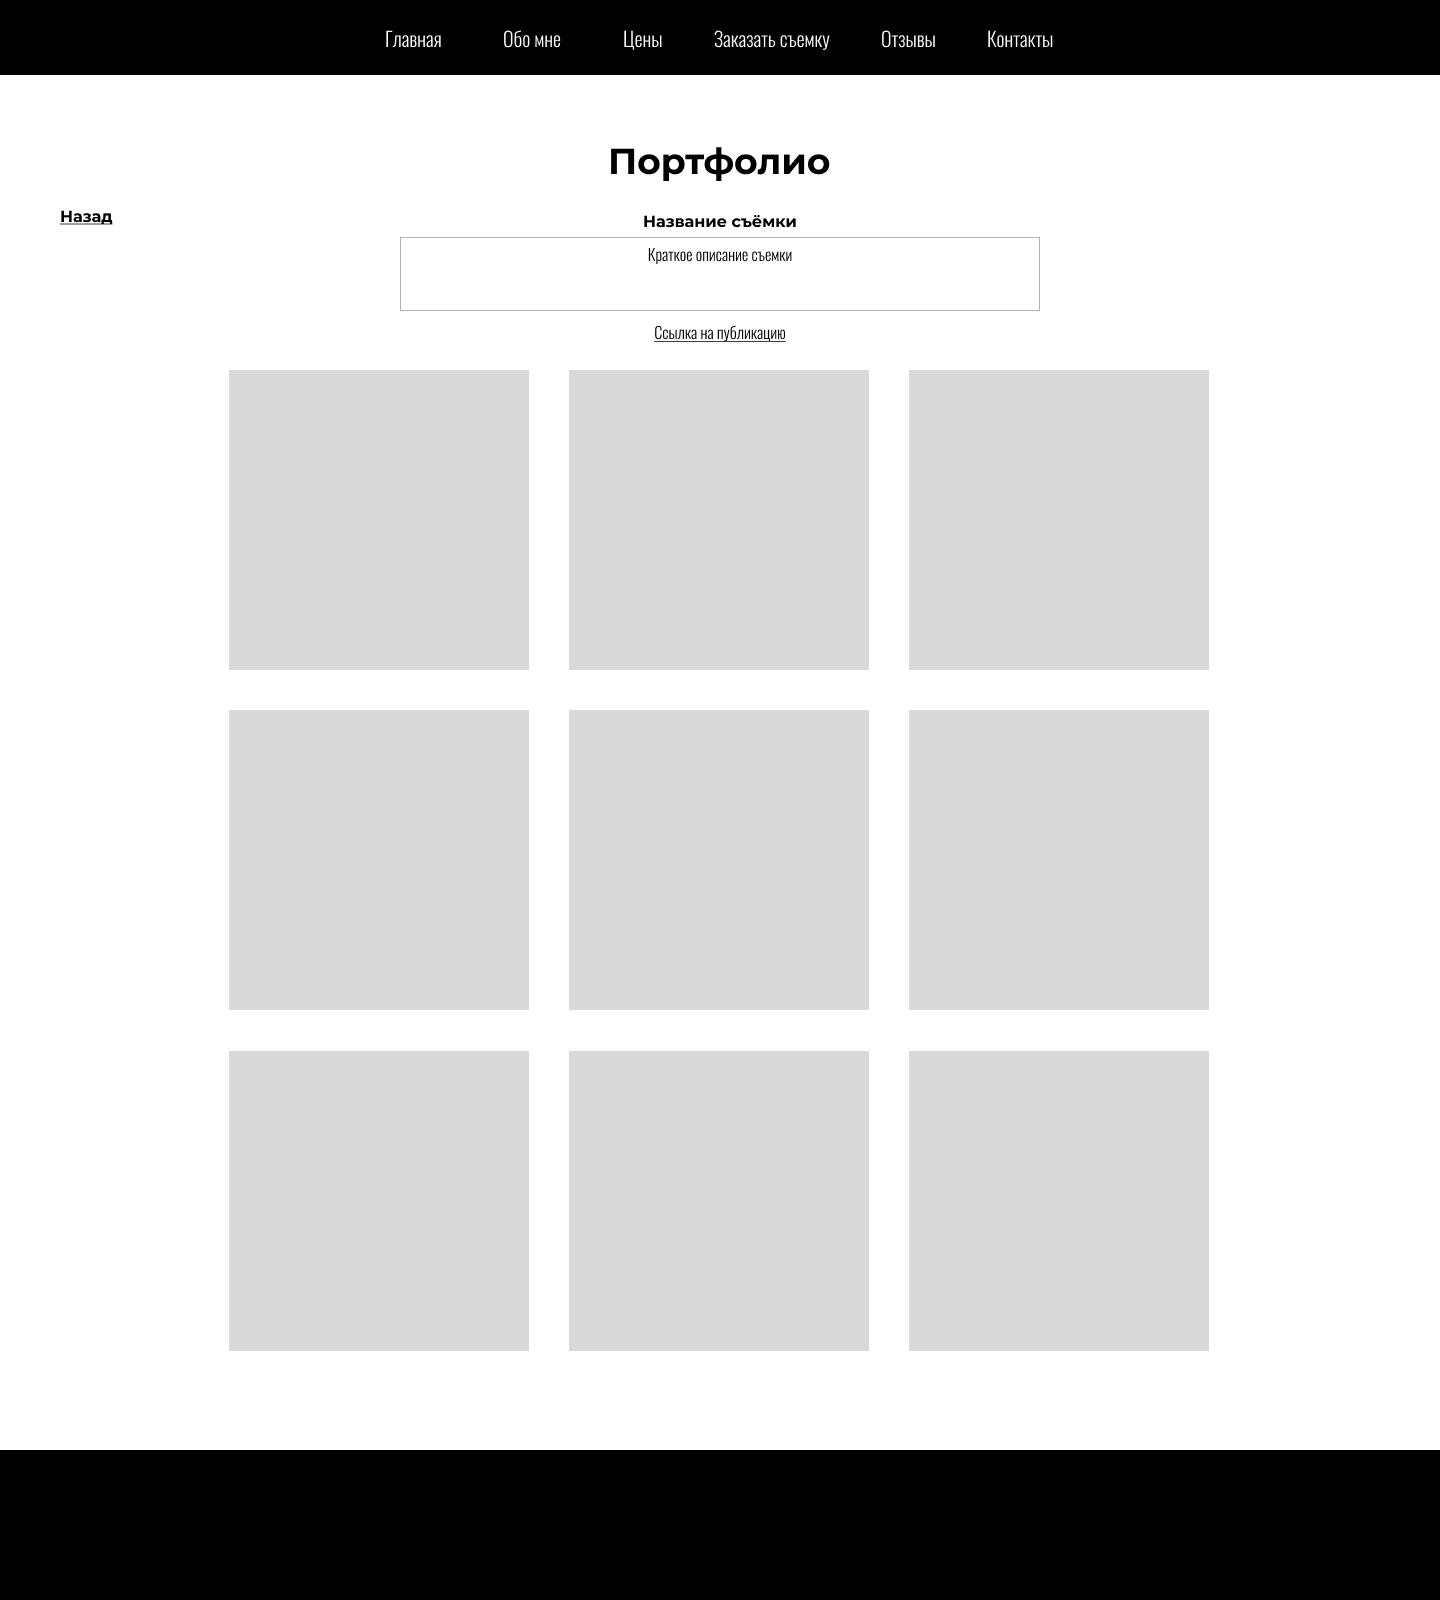 Главная Обо мне Цены Заказать съемку Отзывы Контакты
Портфолио
Назад
Название съёмки
Краткое описание съемки
Ссылка на публикацию